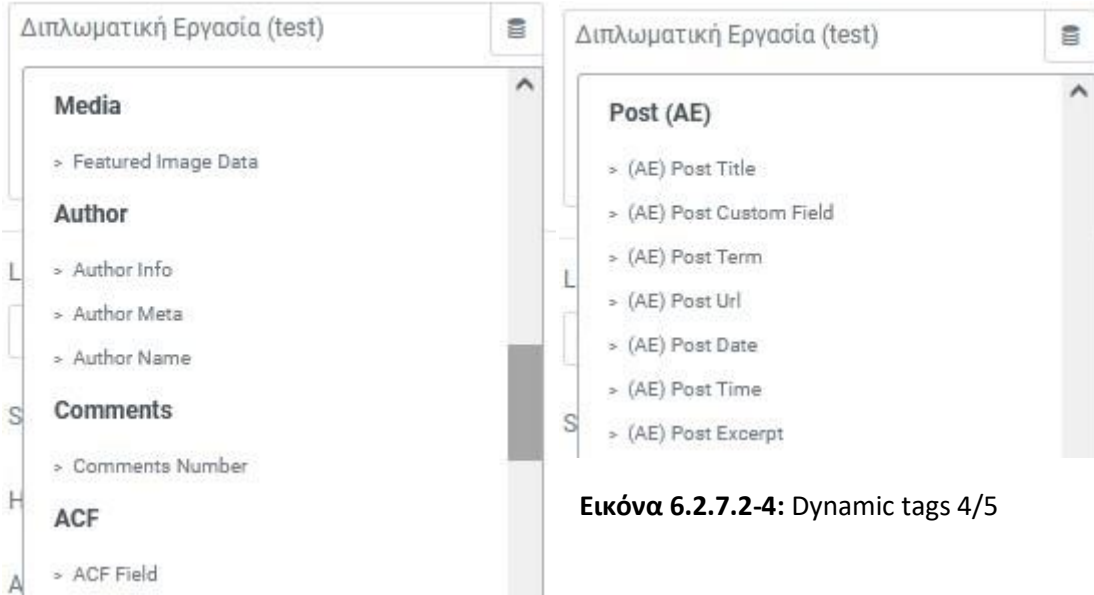 Διπλωματική Εργασία (test)
Media
> Featured Image Data
Author
> Author Info
> Author Meta
> Author Name
Comments
> Comments Number
ACF
> ACF Field
L
S
H
A
Διπλωματική Εργασία (test)
Post (AE)
> (AE) Post Title
> (AE) Post Custom Field
> (AE) Post Term
> (AE) Post Url
> (AE) Post Date
> (AE) Post Time
> (AE) Post Excerpt
L
S
Εικόνα 6.2.7.2-4: Dynamic tags 4/5